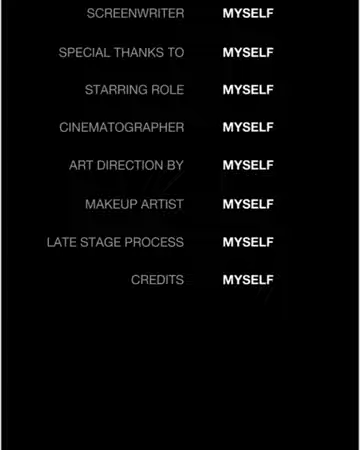 SCREENWRITER MYSELF
SPECIAL THANKS TO MYSELF
STARRING ROLE MYSELF
CINEMATOGRAPHER MYSELF
ART DIRECTION BY MYSELF
MAKEUP ARTIST MYSELF
LATE STAGE PROCESS MYSELF
CREDITS MYSELF